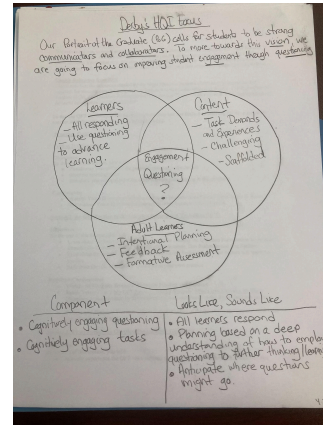 Derby's HQI Focus
Our Portrait of the Graduate (BG) calls for students to be strong
communicators and collaborators. To move towards this vision, we
are going to focus on improving student engagement though questioning
Learners
- All responding
- Use questioning
to advance
learning.
Content
- Task Demands
and Experiences
- Challenging
- Scaffolded
Engagement
Questioning
?
Adult Learners
- Intentional Planning
- Feedback
- Formative Assessment
Component
• Cognitively engaging questioning
• Cognitively engaging tasks
Looks Like, Sounds Like
• All learners respond
• Planning based on a deep
understanding of how to employ
questioning to further thinking/
• Anticipate where questions
might go.